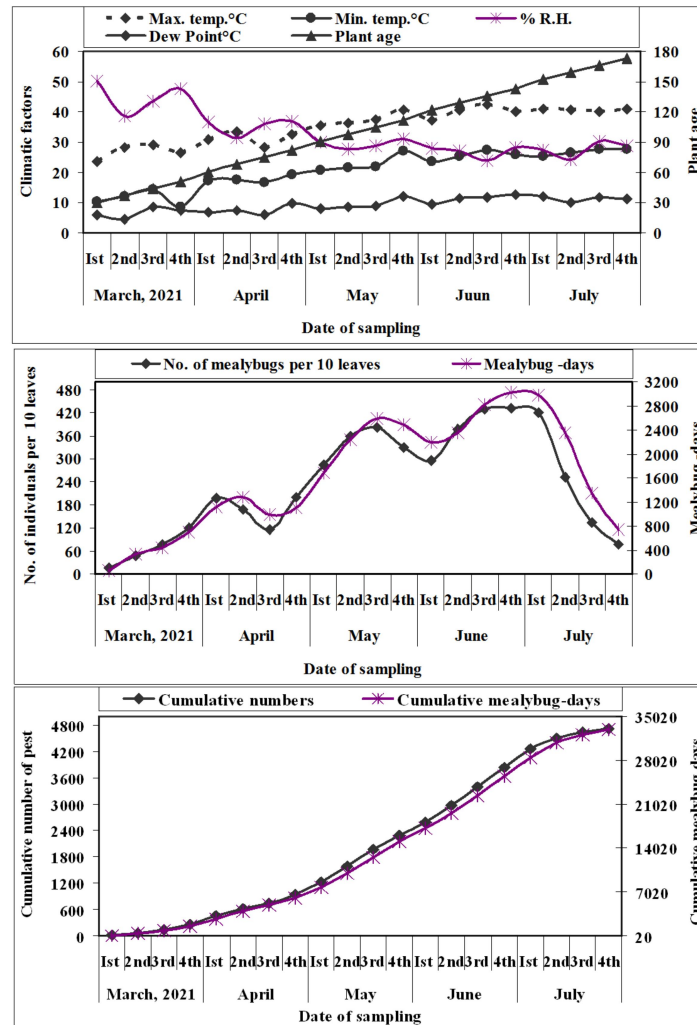 Max. temp.°C Min. temp.°C % R.H.
Dew Point°C Plant age
60 180
50 150
40 120
30 90
20 60
10 30
0 0
Climatic factors
Plant age
Ist 2nd 3rd 4th Ist 2nd 3rd 4th Ist 2nd 3rd 4th Ist 2nd 3rd 4th Ist 2nd 3rd 4th
March, 2021 April May Juun July
Date of sampling
No. of mealybugs per 10 leaves Mealybug -days
480 3200
420 2800
360 2400
300 2000
240 1600
180 1200
120 800
60 400
0 0
No. of indivduals per 10 leaves
Mealybug -days
Ist 2nd 3rd 4th Ist 2nd 3rd 4th Ist 2nd 3rd 4th Ist 2nd 3rd 4th Ist 2nd 3rd 4th
March, 2021 April May June July
Date of sampling
Cumulative numbers Cumulative mealybug-days
4800 35020
4200 28020
3600 21020
3000 14020
2400 7020
1800 20
1200
600
0
Cumulative number of pest
Cumulative mealybug days
Ist 2nd 3rd 4th Ist 2nd 3rd 4th Ist 2nd 3rd 4th Ist 2nd 3rd 4th Ist 2nd 3rd 4th
March, 2021 April May June July
Date of sampling